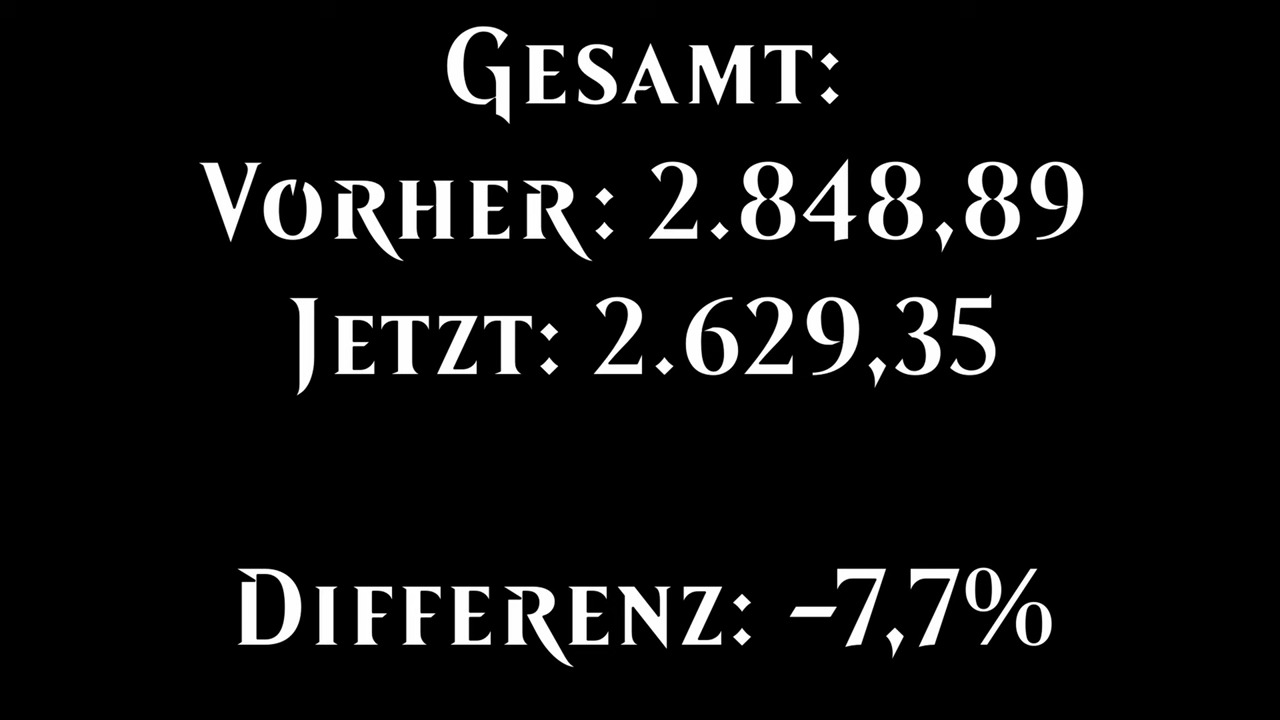 Gesamt:
Vorher: 2.848,89
Jetzt: 2.629,35
Differenz: -7,7%